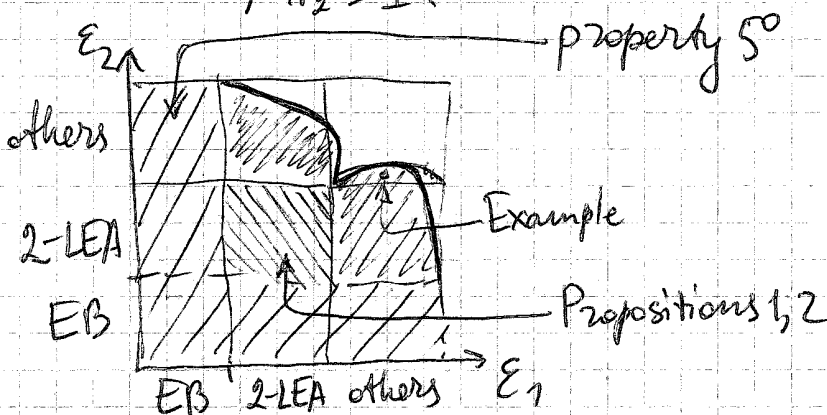 ε₂
property 5°
others
Example
2-LEA
EB
Propositions 1, 2
EB 2-LEA others ε₁